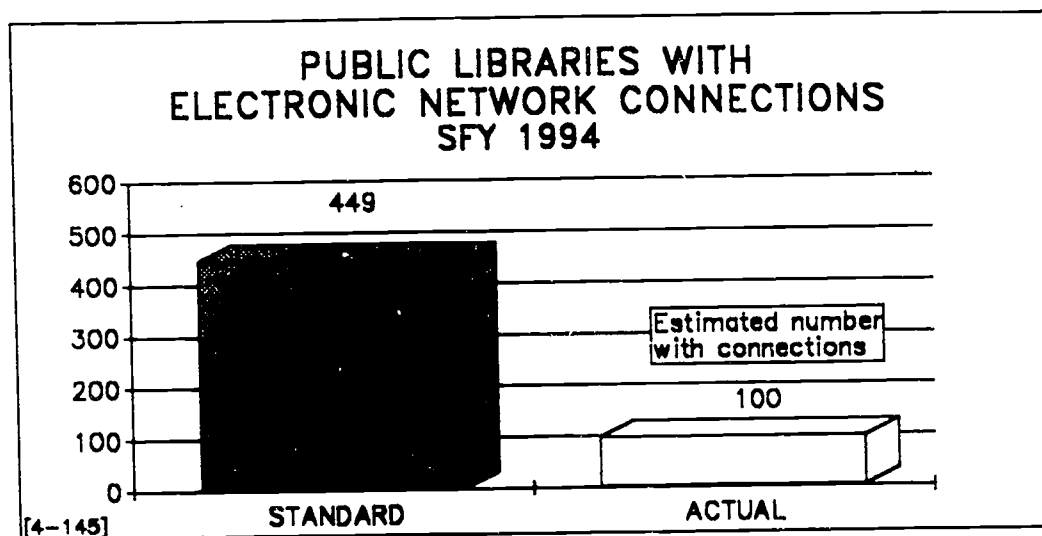 PUBLIC LIBRARIES WITH
ELECTRONIC NETWORK CONNECTIONS
SFY 1994
600
449
500
400
300
Estimated number
with connections
200
100
100
0
STANDARD
ACTUAL
[4-145]